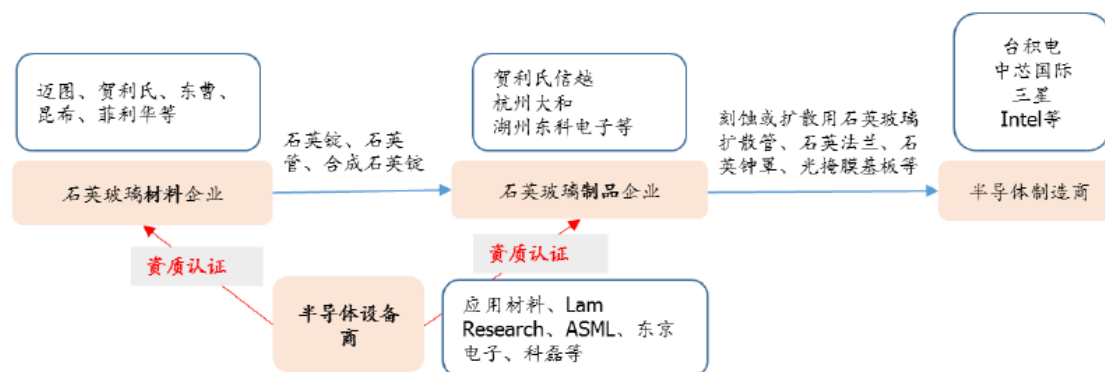 迈图、贺利氏、东曹、
昆希、菲利华等
石英玻璃材料企业
石英锭、石英
管、合成石英锭
贺利氏信越
杭州大和
湖州东科电子等
石英玻璃制品企业
刻蚀或扩散用石英玻璃
扩散管、石英法兰、石
英钟罩、光掩膜基板等
台积电
中芯国际
三星
Intel等
半导体制造商
资质认证
资质认证
半导体设备
商
应用材料、Lam
Research、ASML、东京
电子、科磊等